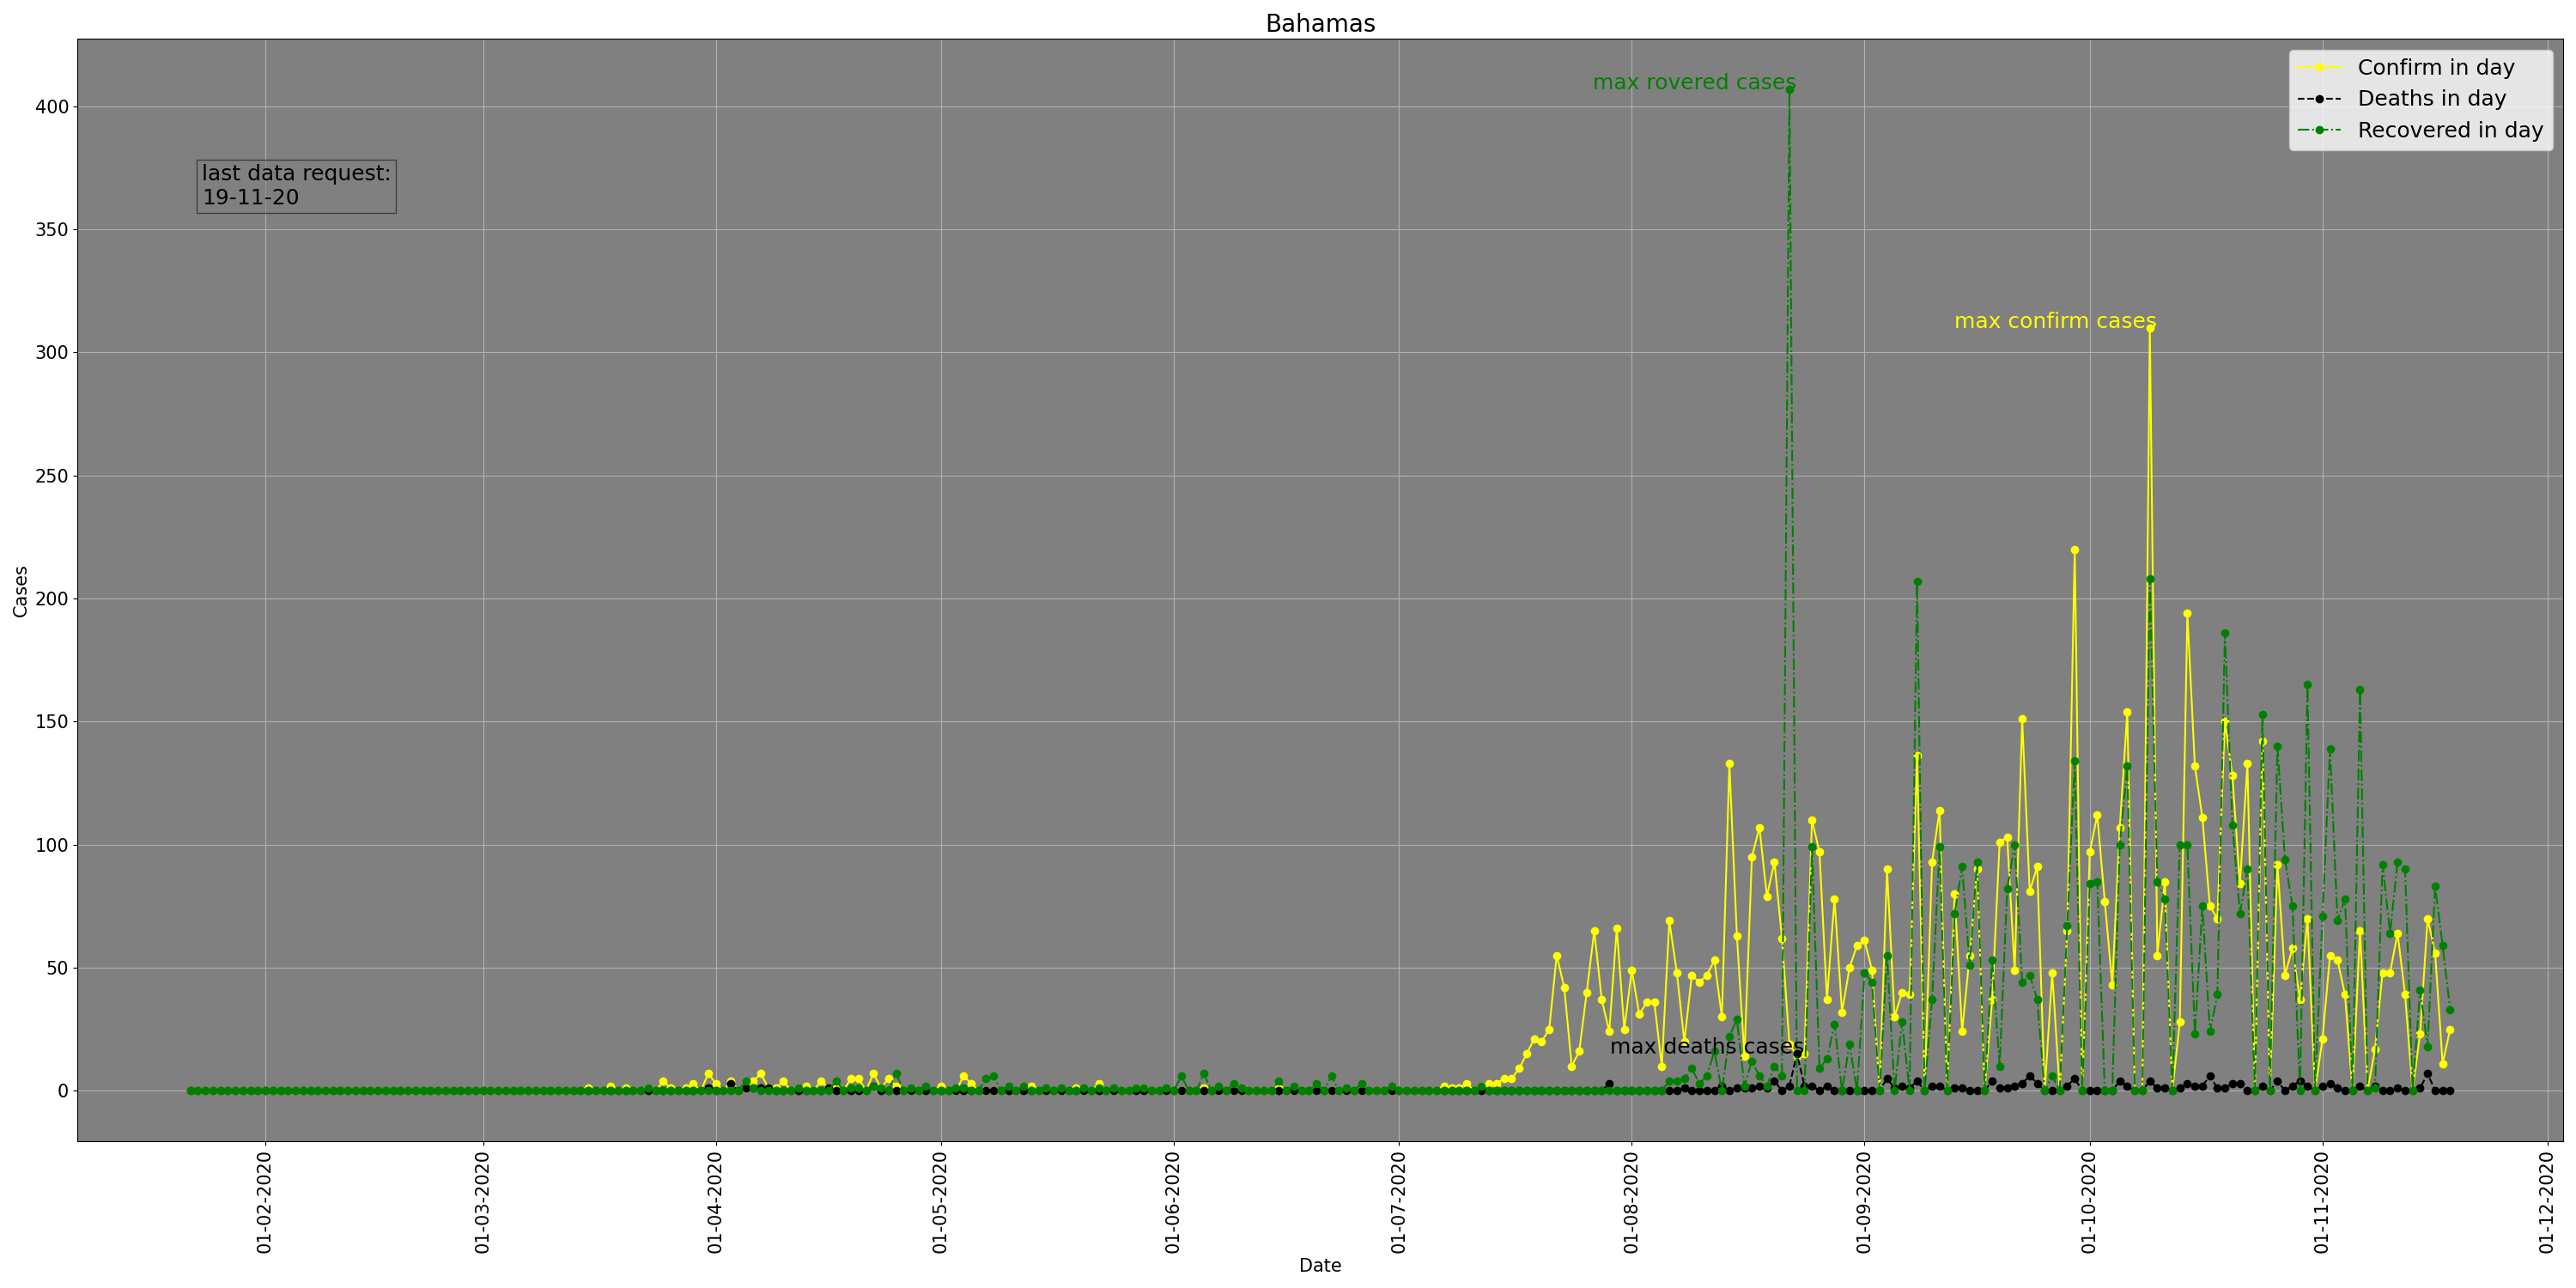 Bahamas
max rovered cases
Confirm in day
Deaths in day
Recovered in day
last data request:
19-11-20
max confirm cases
max deaths cases
400
350
300
250
200
150
100
50
0
Cases
01-02-2020
01-03-2020
01-04-2020
01-05-2020
01-06-2020
01-07-2020
01-08-2020
01-09-2020
01-10-2020
01-11-2020
01-12-2020
Date